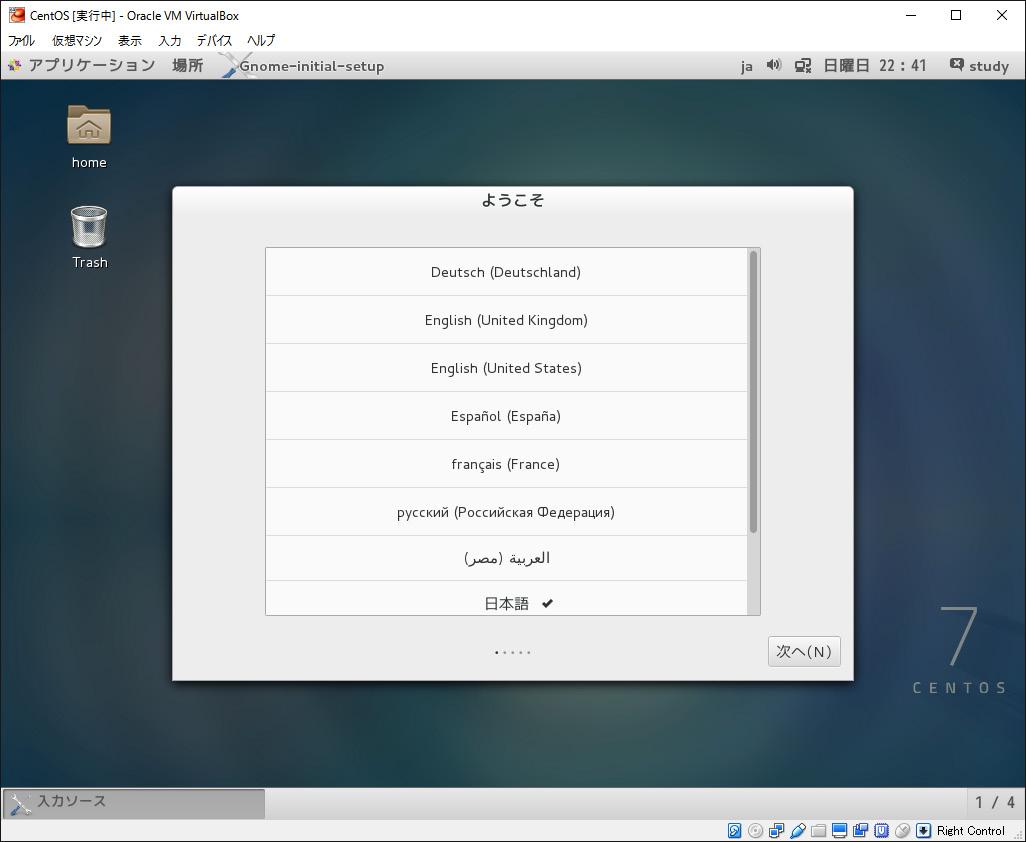 CentOS [実行中] - Oracle VM VirtualBox
ファイル 仮想マシン 表示 入力 デバイス ヘルプ
アプリケーション 場所 Gnome-initial-setup ja 日曜日 22：41 study
home
Trash
ようこそ
Deutsch (Deutschland)
English (United Kingdom)
English (United States)
Español (España)
français (France)
русский (Российская Федерация)
العربية (مصر)
日本語 ✔
次へ(N)
7
CENTOS
入力ソース
1 / 4
Right Control